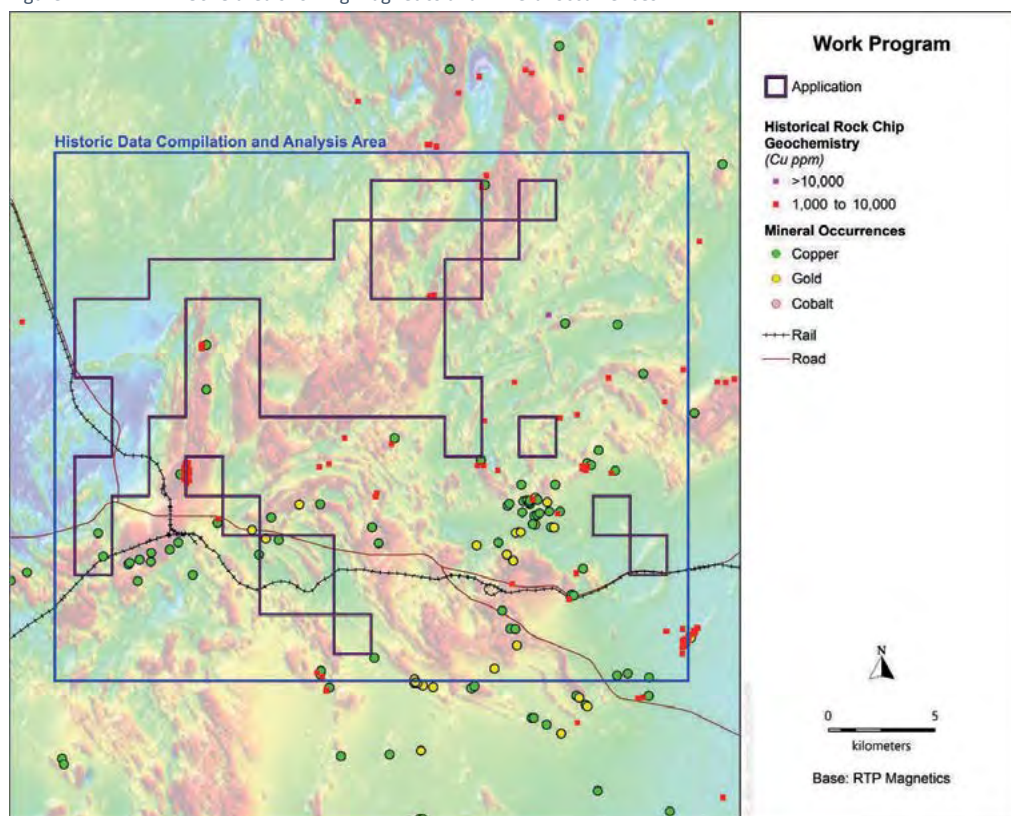 Work Program
Application
Historical Rock Chip
Geochemistry
(Cu ppm)
>10,000
1,000 to 10,000
Mineral Occurrences
Copper
Gold
Cobalt
Rail
Road
Historic Data Compilation and Analysis Area
N
0 5
kilometers
Base: RTP Magnetics